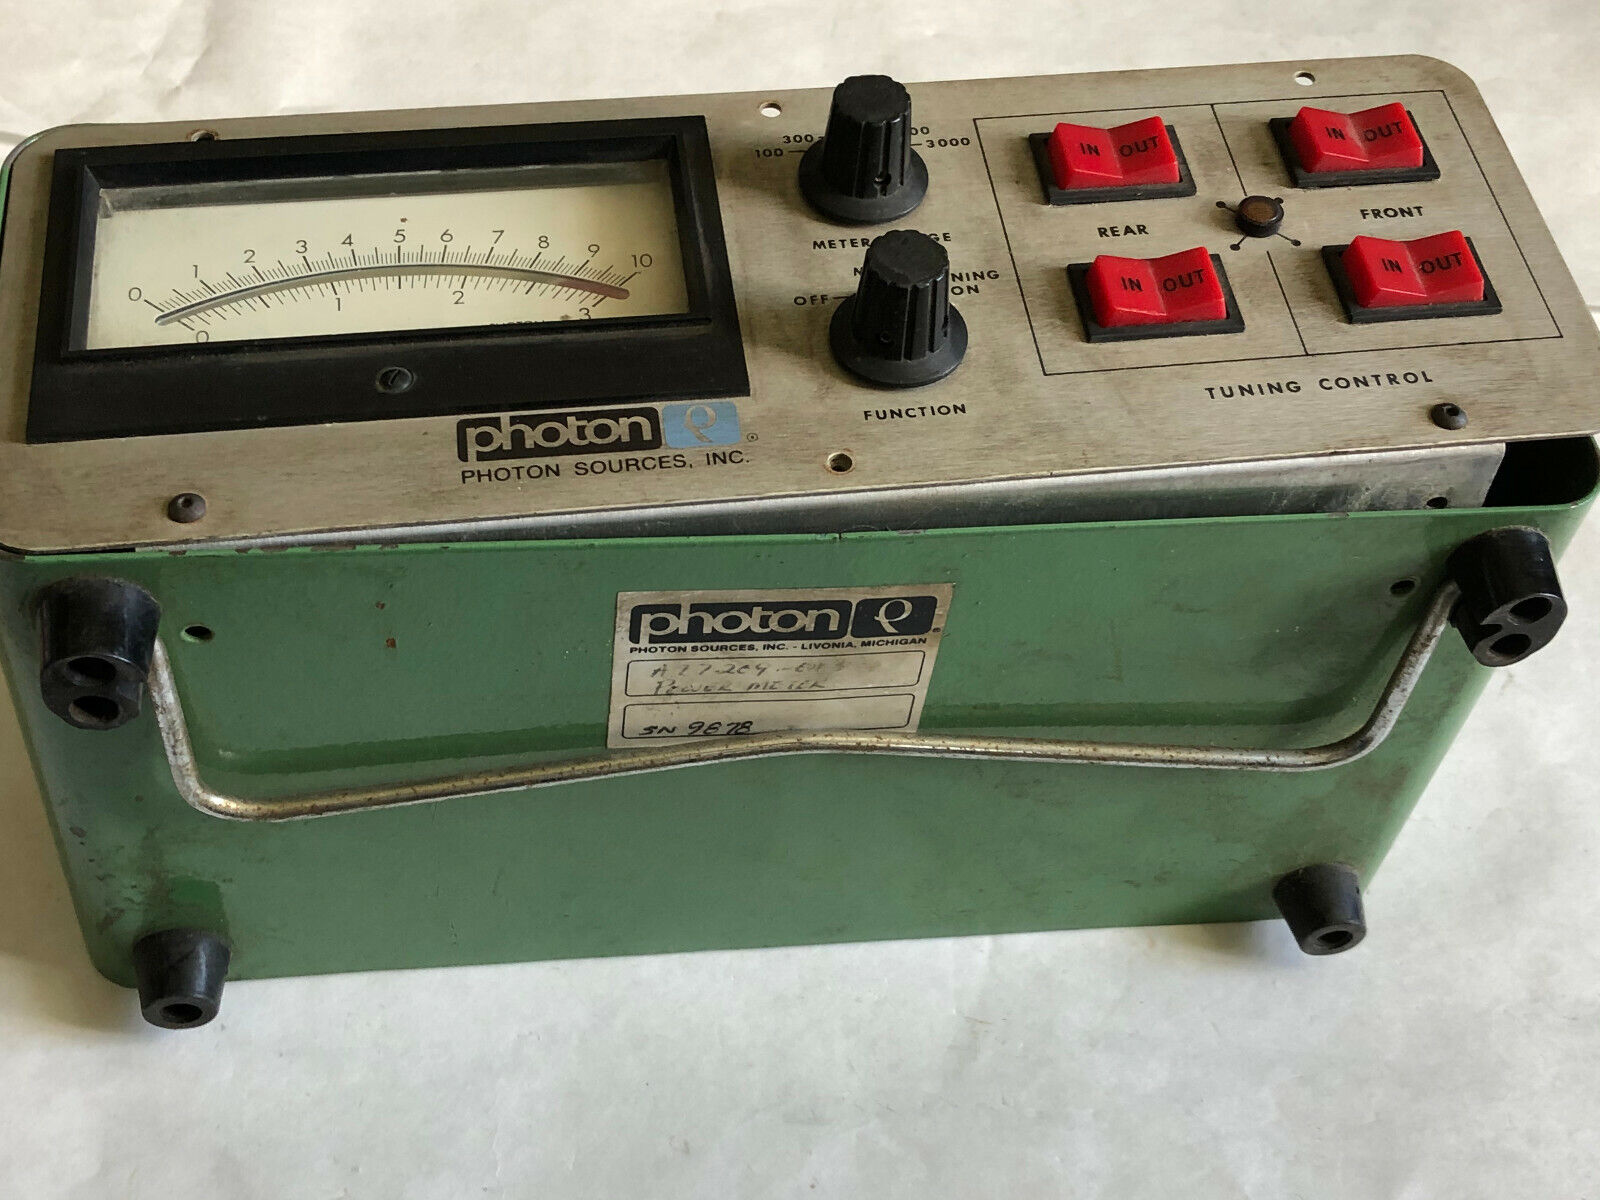 0 1 2 3 4 5 6 7 8 9 10
0 1 2 3
300
100
3000
METER
OFF
ON
FUNCTION
IN OUT
IN OUT
REAR
FRONT
IN OUT
IN OUT
TUNING CONTROL
photon
PHOTON SOURCES, INC.
photon
PHOTON SOURCES, INC. - LIVONIA, MICHIGAN
POWER METER
SN 9678